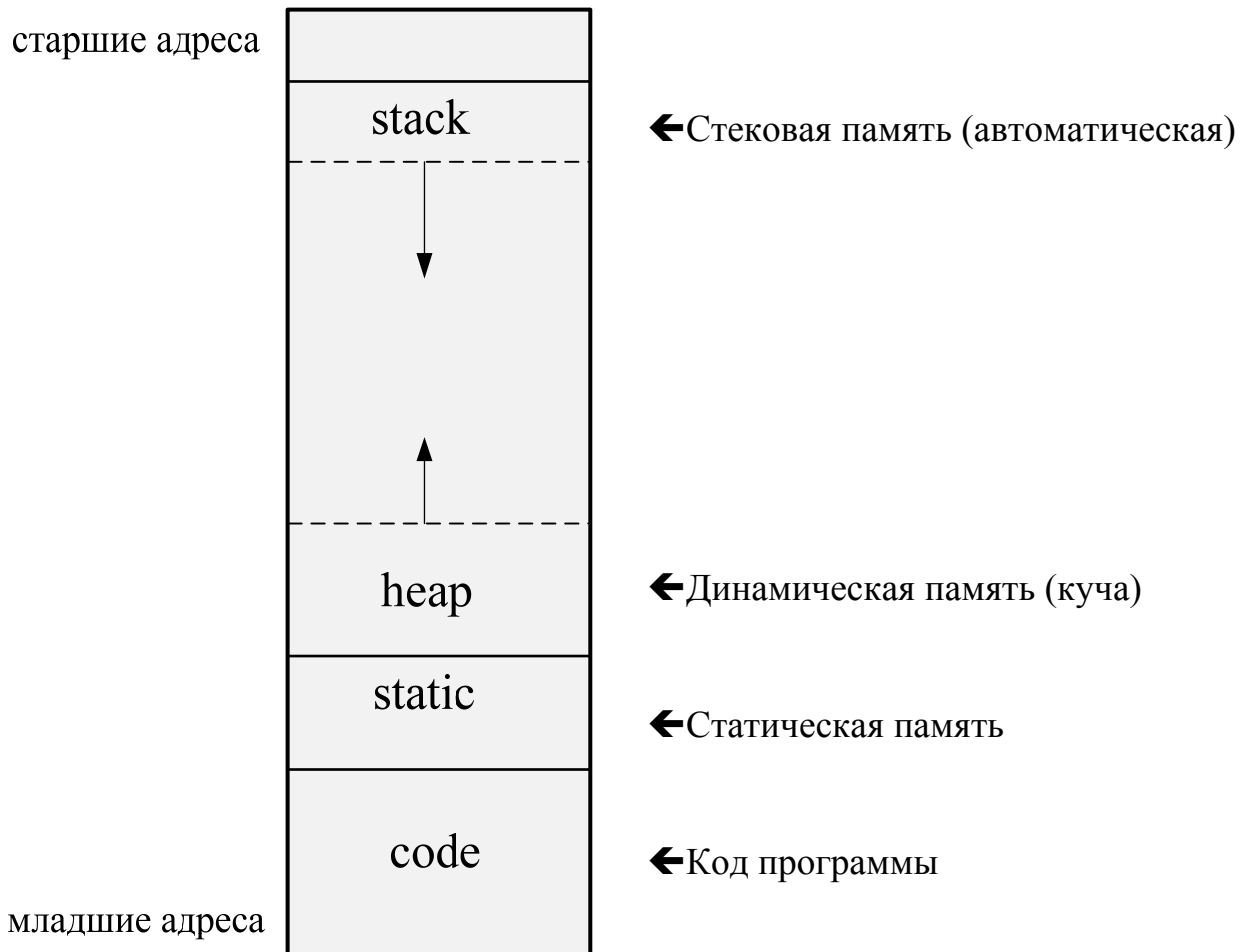 старшие адреса
stack
🡸Стековая память (автоматическая)
heap
🡸Динамическая память (куча)
static
🡸Статическая память
code
🡸Код программы
младшие адреса